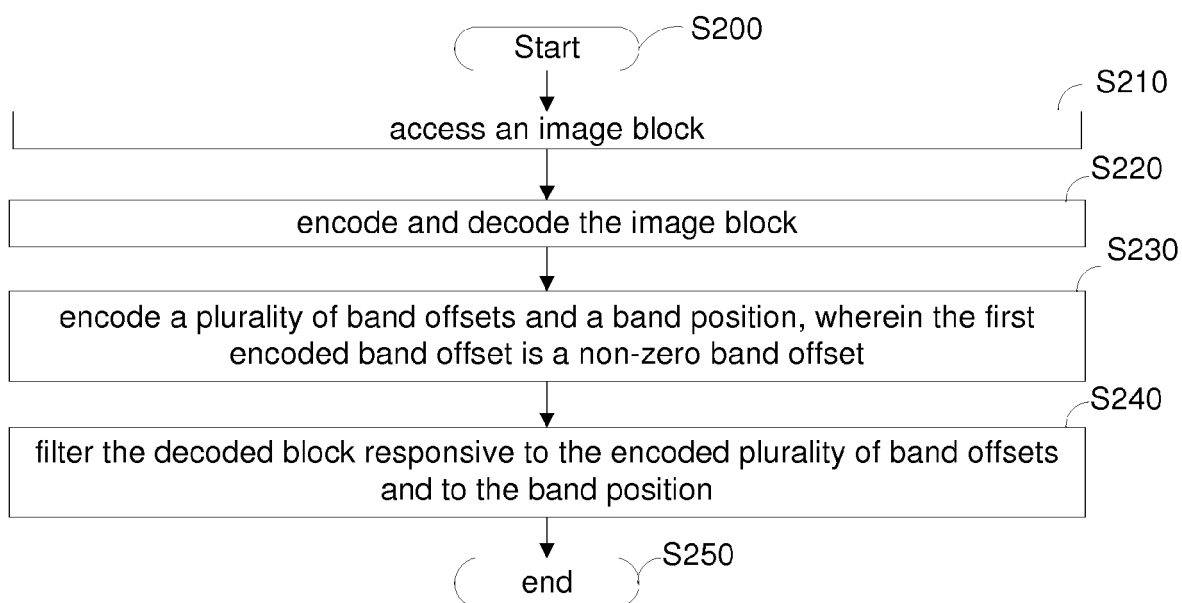 S200
Start
S210
access an image block
S220
encode and decode the image block
S230
encode a plurality of band offsets and a band position, wherein the first
encoded band offset is a non-zero band offset
S240
filter the decoded block responsive to the encoded plurality of band offsets
and to the band position
S250
end